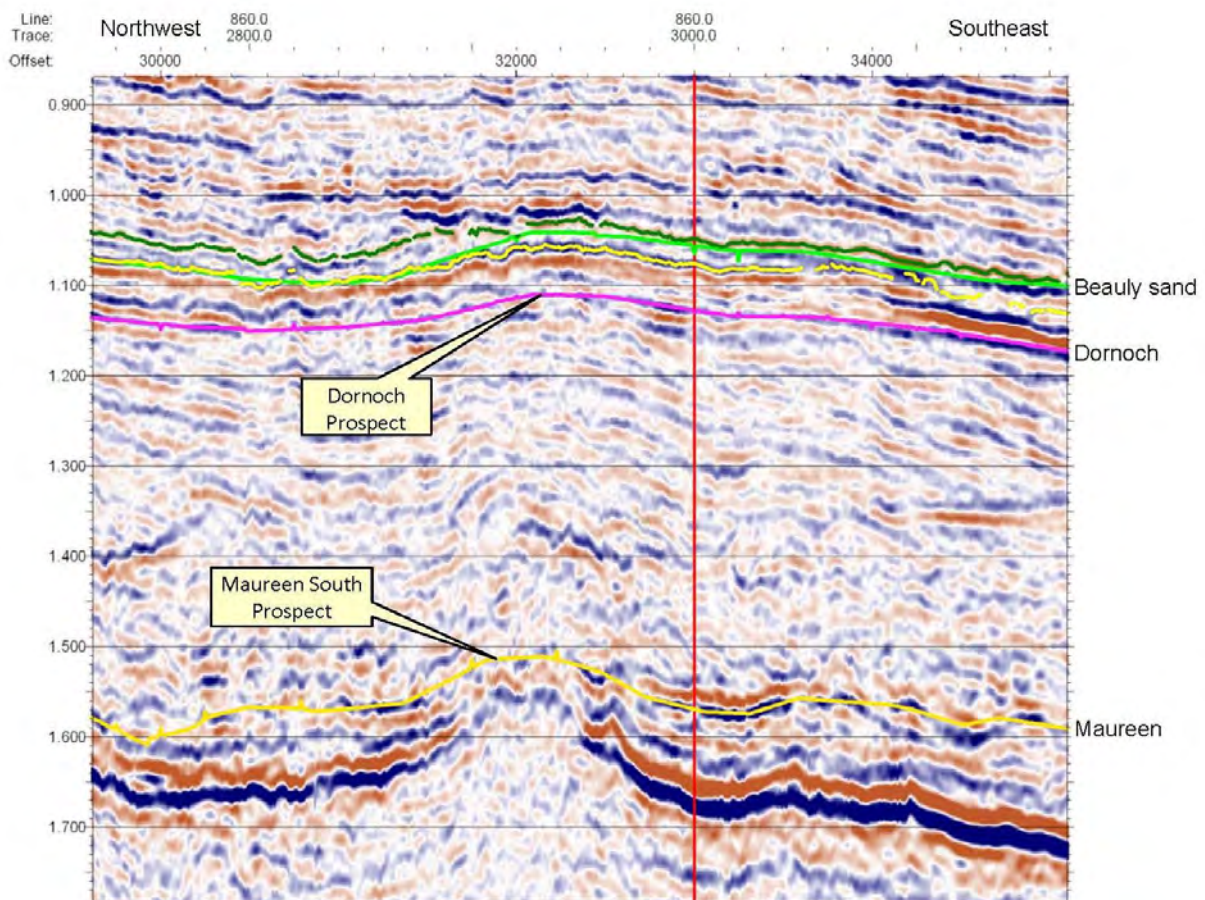 Line: 860.0 860.0
Northwest Southeast
Trace: 2800.0 3000.0
Offset: 30000 32000 34000
0.900
1.000
1.100
Beauly sand
Dornoch
1.200
Dornoch
Prospect
1.300
1.400
Maureen South
Prospect
1.500
1.600
Maureen
1.700